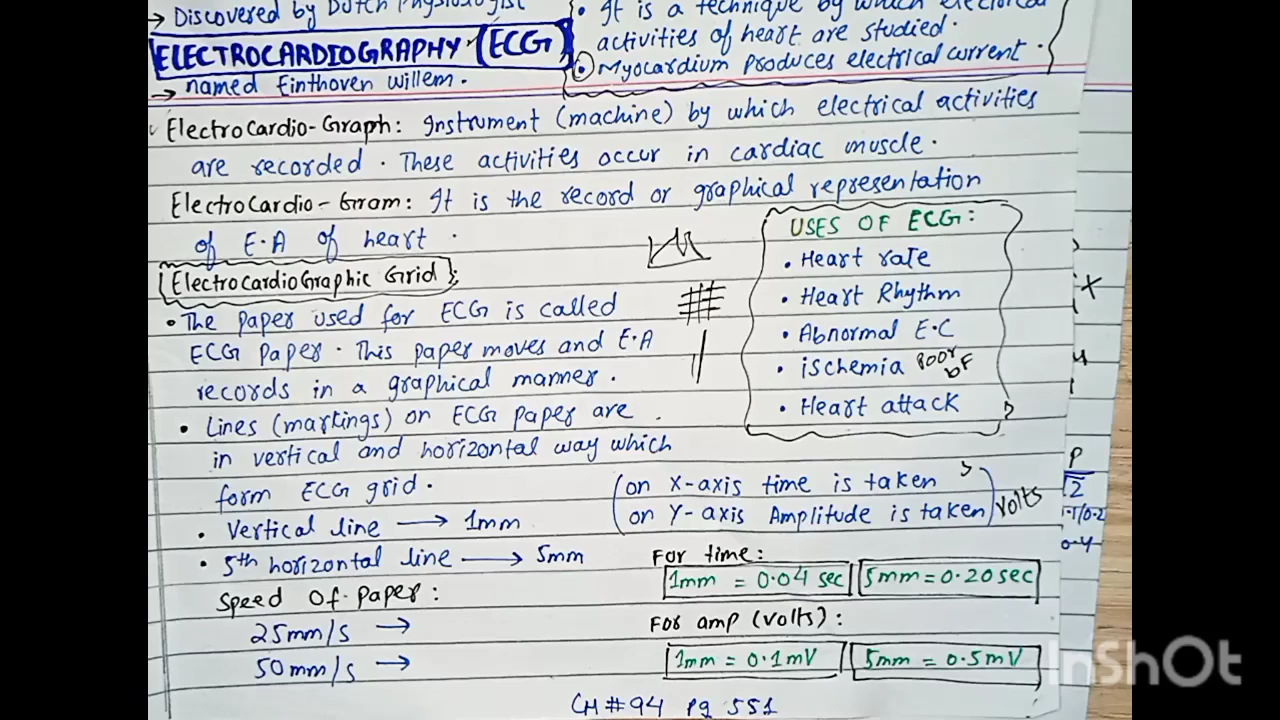 → Discovered by Dutch Physiologist
ELECTROCARDIOGRAPHY (ECG)
→ named Einthoven Willem.
• It is a technique by which electrical
activities of heart are studied.
• Myocardium produces electrical current.
ElectroCardio-Graph: Instrument (machine) by which electrical activities
are recorded. These activities occur in cardiac muscle.
ElectroCardio-Gram: It is the record or graphical representation
of E.A of heart.
ElectroCardioGraphic Grid:
• The paper used for ECG is called
ECG paper. This paper moves and E.A
records in a graphical manner.
• Lines (markings) on ECG paper are
in vertical and horizontal way which
form ECG grid.
• Vertical line → 1mm
• 5th horizontal line → 5mm
Speed Of paper:
25mm/s →
50mm/s →
USES OF ECG:
• Heart rate
• Heart Rhythm
• Abnormal E.C
• ischemia poor BF
• Heart attack
(on X-axis time is taken
on Y-axis Amplitude is taken) volts
For time:
1mm = 0.04 sec 5mm = 0.20 sec
For amp (volts):
1mm = 0.1mV 5mm = 0.5mV
CH # 94 Pg 551
InShOt